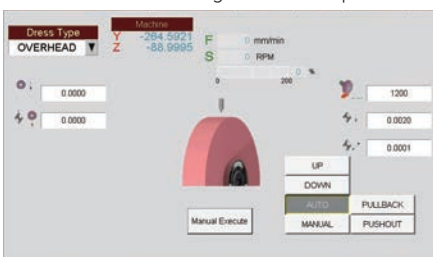 Dress Type
OVERHEAD
Machine
Y -284.5921
Z -88.9995
F 0 mm/min
S 0 RPM
0 %
0 200
0.0000
0.0000
1200
0.0020
0.0001
UP
DOWN
AUTO PULLBACK
MANUAL PUSHOUT
Manual Execute